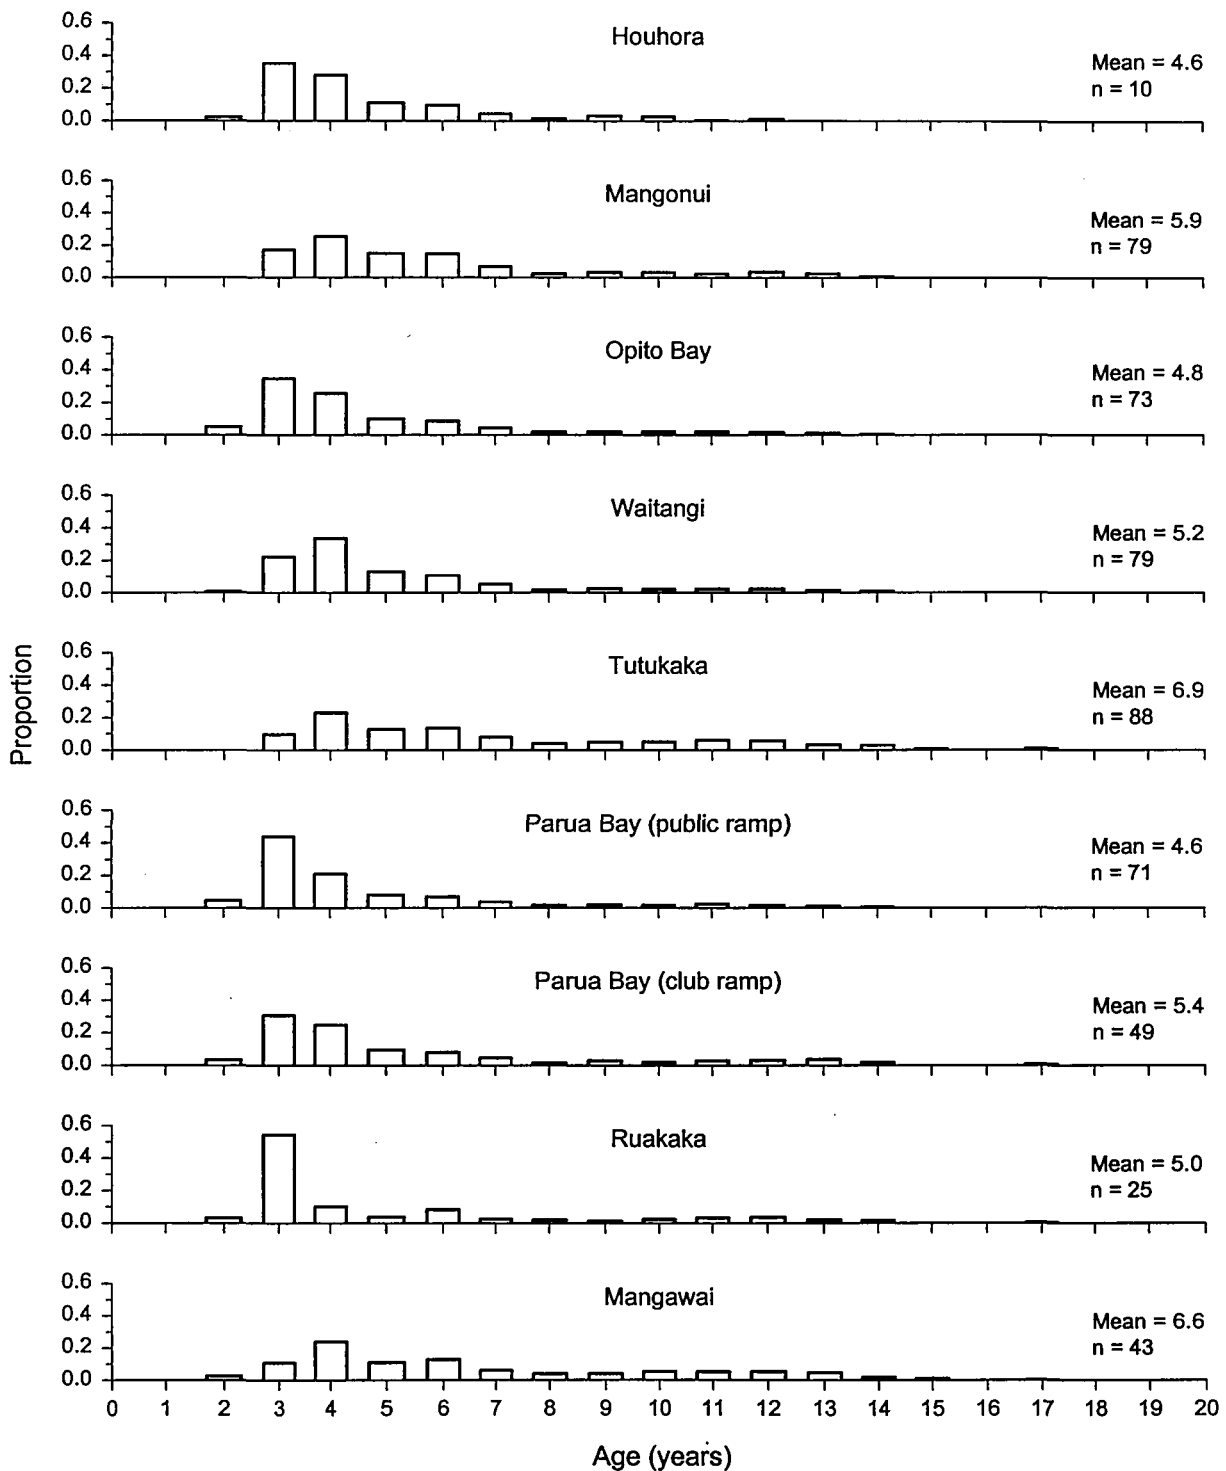 Proportion
0.6
0.4
0.2
0.0
Houhora
Mean = 4.6
n = 10
0.6
0.4
0.2
0.0
Mangonui
Mean = 5.9
n = 79
0.6
0.4
0.2
0.0
Opito Bay
Mean = 4.8
n = 73
0.6
0.4
0.2
0.0
Waitangi
Mean = 5.2
n = 79
0.6
0.4
0.2
0.0
Tutukaka
Mean = 6.9
n = 88
0.6
0.4
0.2
0.0
Parua Bay (public ramp)
Mean = 4.6
n = 71
0.6
0.4
0.2
0.0
Parua Bay (club ramp)
Mean = 5.4
n = 49
0.6
0.4
0.2
0.0
Ruakaka
Mean = 5.0
n = 25
0.6
0.4
0.2
0.0
Mangawai
Mean = 6.6
n = 43
0 1 2 3 4 5 6 7 8 9 10 11 12 13 14 15 16 17 18 19 20
Age (years)